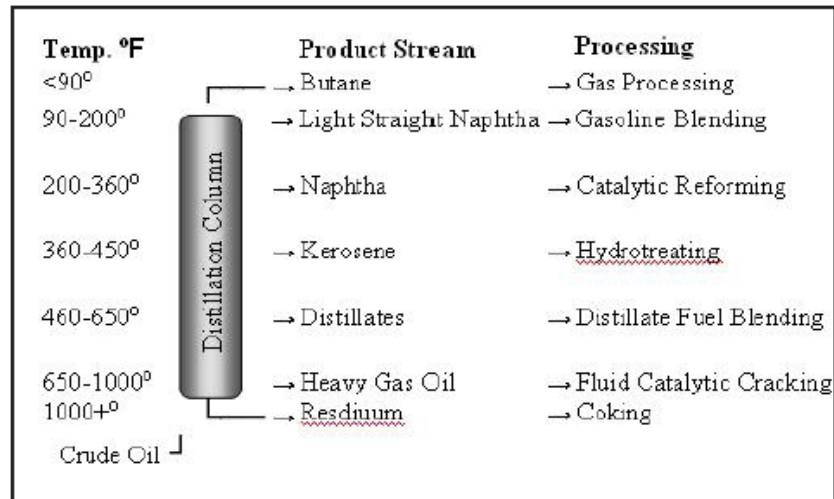 Temp. ºF Product Stream Processing
<90º → Butane → Gas Processing
90-200º → Light Straight Naphtha → Gasoline Blending
200-360º → Naphtha → Catalytic Reforming
360-450º → Kerosene → Hydrotreating
460-650º → Distillates → Distillate Fuel Blending
650-1000º → Heavy Gas Oil → Fluid Catalytic Cracking
1000+º → Resdiuum → Coking
Crude Oil
Distillation Column